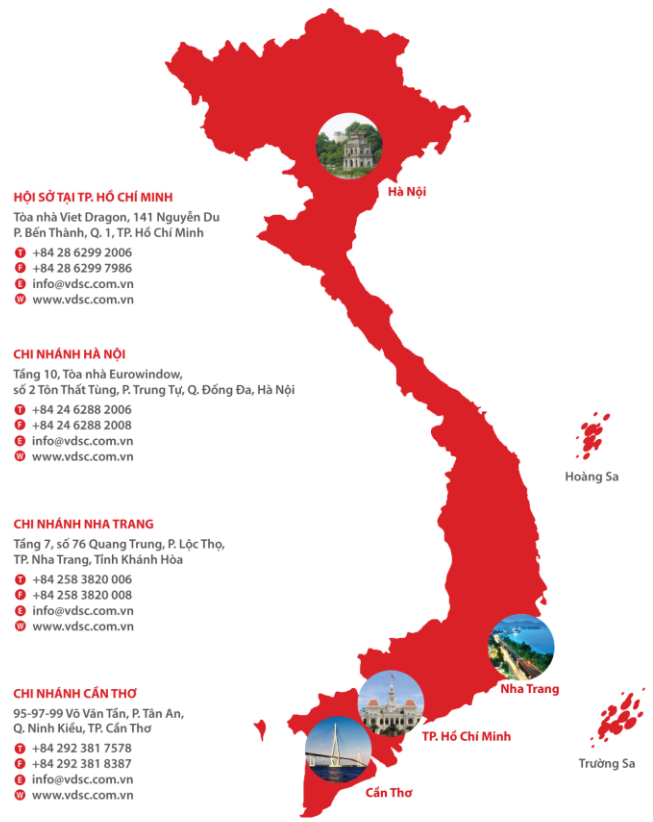 Hà Nội
HỘI SỞ TẠI TP. HỒ CHÍ MINH
Tòa nhà Viet Dragon, 141 Nguyễn Du
P. Bến Thành, Q. 1, TP. Hồ Chí Minh
T +84 28 6299 2006
F +84 28 6299 7986
E info@vdsc.com.vn
W www.vdsc.com.vn
CHI NHÁNH HÀ NỘI
Tầng 10, Tòa nhà Eurowindow,
số 2 Tôn Thất Tùng, P. Trung Tự, Q. Đống Đa, Hà Nội
T +84 24 6288 2006
F +84 24 6288 2008
E info@vdsc.com.vn
W www.vdsc.com.vn
Hoàng Sa
CHI NHÁNH NHA TRANG
Tầng 7, số 76 Quang Trung, P. Lộc Thọ,
TP. Nha Trang, Tỉnh Khánh Hòa
T +84 258 3820 006
F +84 258 3820 008
E info@vdsc.com.vn
W www.vdsc.com.vn
Nha Trang
CHI NHÁNH CẦN THƠ
95-97-99 Võ Văn Tần, P. Tân An,
Q. Ninh Kiều, TP. Cần Thơ
T +84 292 381 7578
F +84 292 381 8387
E info@vdsc.com.vn
W www.vdsc.com.vn
TP. Hồ Chí Minh
Trường Sa
Cần Thơ